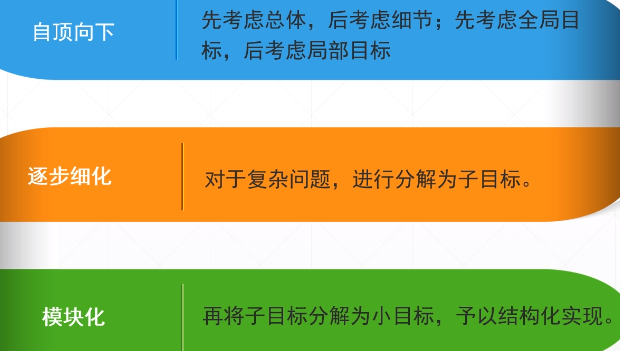 自顶向下
先考虑总体，后考虑细节；先考虑全局目
标，后考虑局部目标
逐步细化
对于复杂问题，进行分解为子目标。
模块化
再将子目标分解为小目标，予以结构化实现。